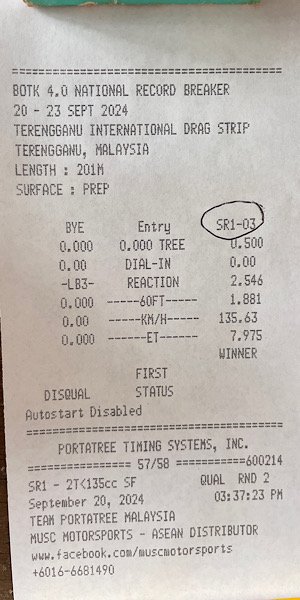 ==================================
BOTK 4.0 NATIONAL RECORD BREAKER
20 - 23 SEPT 2024
TERENGGANU INTERNATIONAL DRAG STRIP
TERENGGANU, MALAYSIA
LENGTH : 201M
SURFACE : PREP
BYE Entry SR1-03
0.000 0.000 TREE 0.500
0.00 DIAL-IN 0.00
-LB3- REACTION 2.546
0.000 -----60FT----- 1.881
0.00 ------KM/H----- 135.63
0.000 ------ET------ 7.975
WINNER
FIRST
DISQUAL STATUS
Autostart Disabled
==================================
PORTATREE TIMING SYSTEMS, INC.
=============== 57/58 ==========600214
SR1 - 2T<135cc SF QUAL RND 2
September 20, 2024 03:37:23 PM
TEAM PORTATREE MALAYSIA
MUSC MOTORSPORTS - ASEAN DISTRIBUTOR
www.facebook.com/muscmotorsports
+6016-6681490